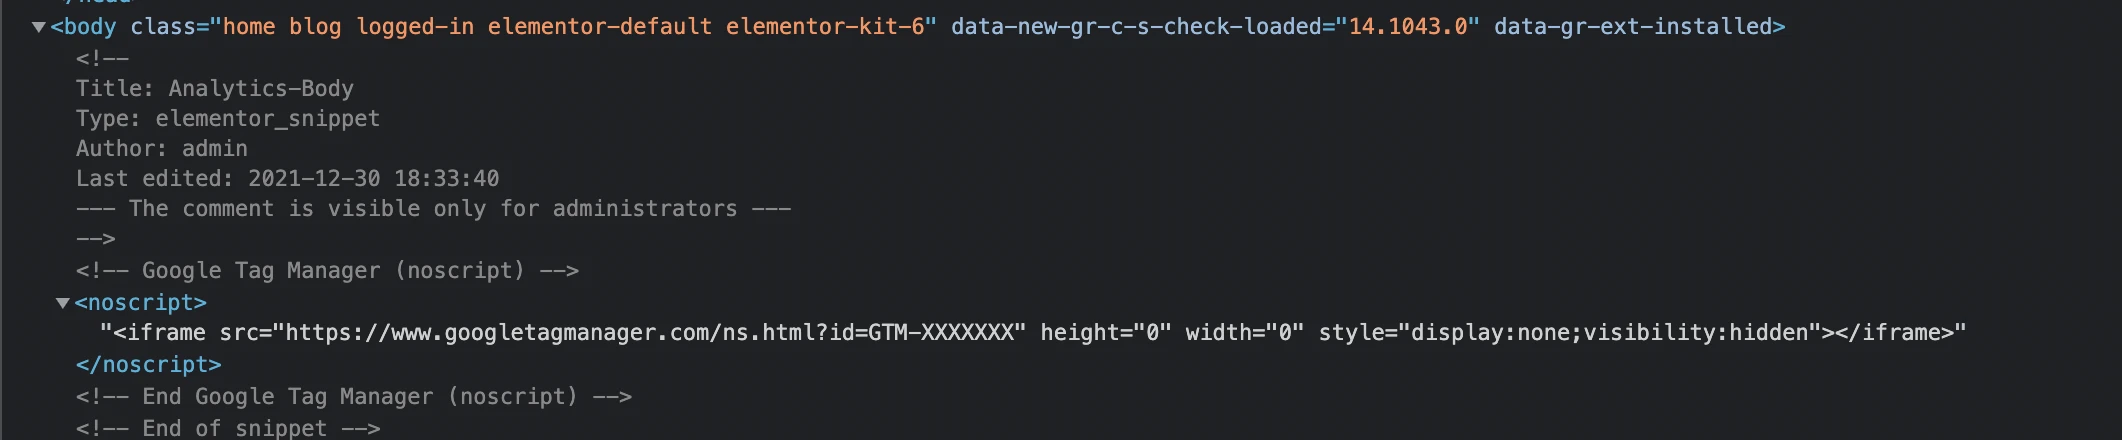 </head>
▼<body class="home blog logged-in elementor-default elementor-kit-6" data-new-gr-c-s-check-loaded="14.1043.0" data-gr-ext-installed>
<!--
Title: Analytics-Body
Type: elementor_snippet
Author: admin
Last edited: 2021-12-30 18:33:40
--- The comment is visible only for administrators ---
-->
<!-- Google Tag Manager (noscript) -->
▼<noscript>
"<iframe src="https://www.googletagmanager.com/ns.html?id=GTM-XXXXXXX" height="0" width="0" style="display:none;visibility:hidden"></iframe>"
</noscript>
<!-- End Google Tag Manager (noscript) -->
<!-- End of snippet -->